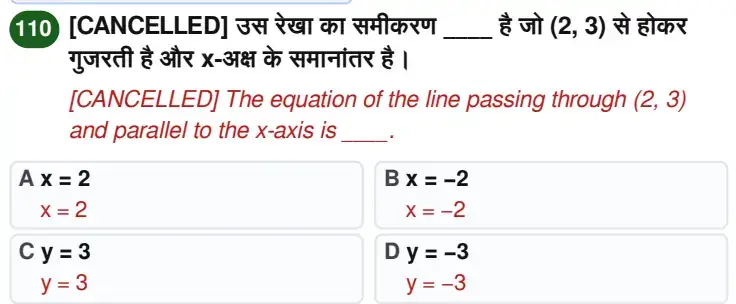 110 [CANCELLED] उस रेखा का समीकरण ____ है जो (2, 3) से होकर
गुजरती है और x-अक्ष के समानांतर है।
[CANCELLED] The equation of the line passing through (2, 3)
and parallel to the x-axis is ____.
A x = 2
x = 2
B x = −2
x = −2
C y = 3
y = 3
D y = −3
y = −3